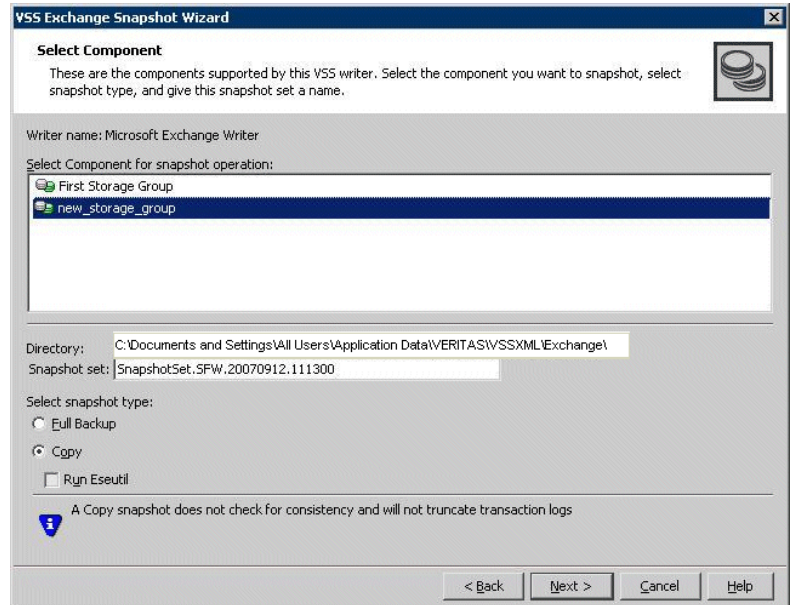 VSS Exchange Snapshot Wizard
Select Component
These are the components supported by this VSS writer. Select the component you want to snapshot, select
snapshot type, and give this snapshot set a name.
Writer name: Microsoft Exchange Writer
Select Component for snapshot operation:
First Storage Group
new_storage_group
Directory: C:\Documents and Settings\All Users\Application Data\VERITAS\VSSXML\Exchange\
Snapshot set: SnapshotSet.SFW.20070912.111300
Select snapshot type:
Full Backup
Copy
Run Eseutil
A Copy snapshot does not check for consistency and will not truncate transaction logs
< Back Next > Cancel Help